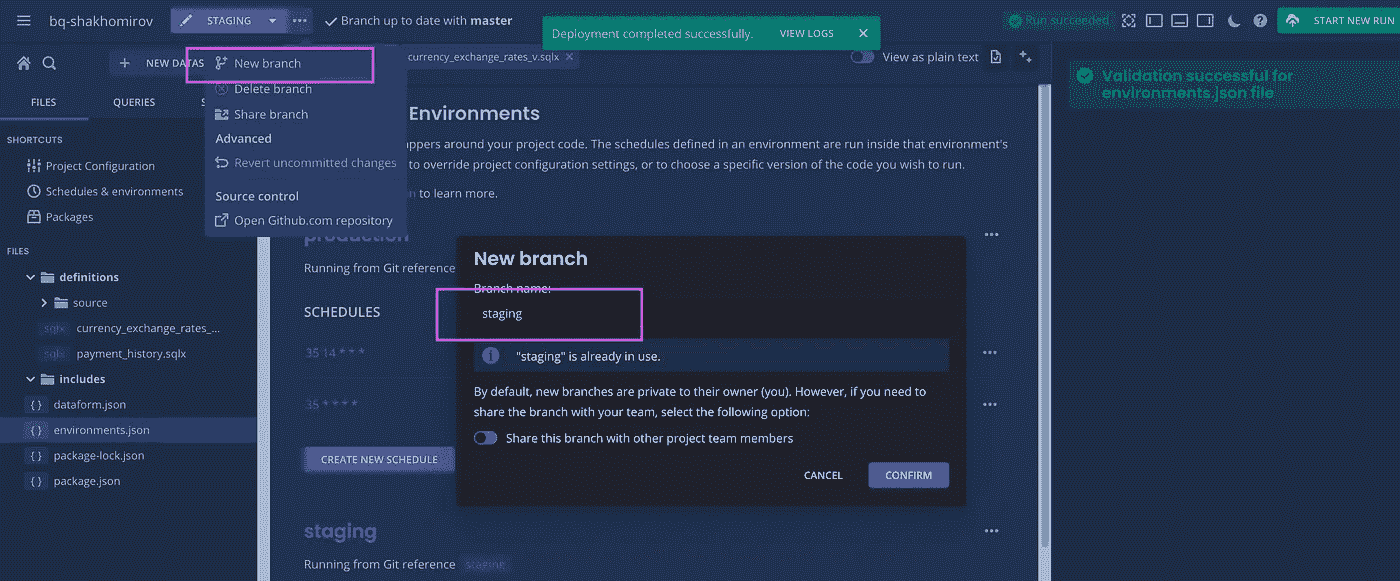 bq-shakhomirov
STAGING
Branch up to date with master
Deployment completed successfully.
VIEW LOGS
Run succeeded
START NEW RUN
NEW DATAS
New branch
currency_exchange_rates_v.sqlx
View as plain text
Delete branch
Share branch
Advanced
Revert uncommitted changes
Source control
Open Github.com repository
FILES
QUERIES
S
Validation successful for
environments.json file
Environments
appers around your project code. The schedules defined in an environment are run inside that environment's
to override project configuration settings, or to choose a specific version of the code you wish to run.
to learn more.
SHORTCUTS
Project Configuration
Schedules & environments
Packages
FILES
definitions
source
sqlx currency_exchange_rates_...
sqlx payment_history.sqlx
includes
{ } dataform.json
{ } environments.json
{ } package-lock.json
{ } package.json
production
Running from Git reference
SCHEDULES
35 14 * * *
35 * * * *
CREATE NEW SCHEDULE
New branch
Branch name:
staging
"staging" is already in use.
By default, new branches are private to their owner (you). However, if you need to
share the branch with your team, select the following option:
Share this branch with other project team members
CANCEL
CONFIRM
staging
Running from Git reference staging